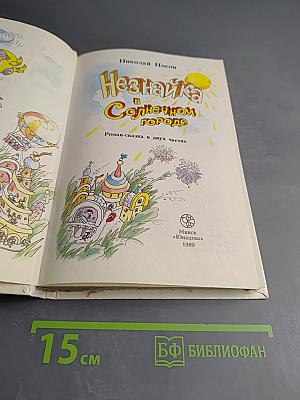 Николай Носов
Незнайка
в
Солнечном
городе
Роман-сказка в двух частях
Минск
«Юнацтва»
1989
15 см
БФ БИБЛИОФАН